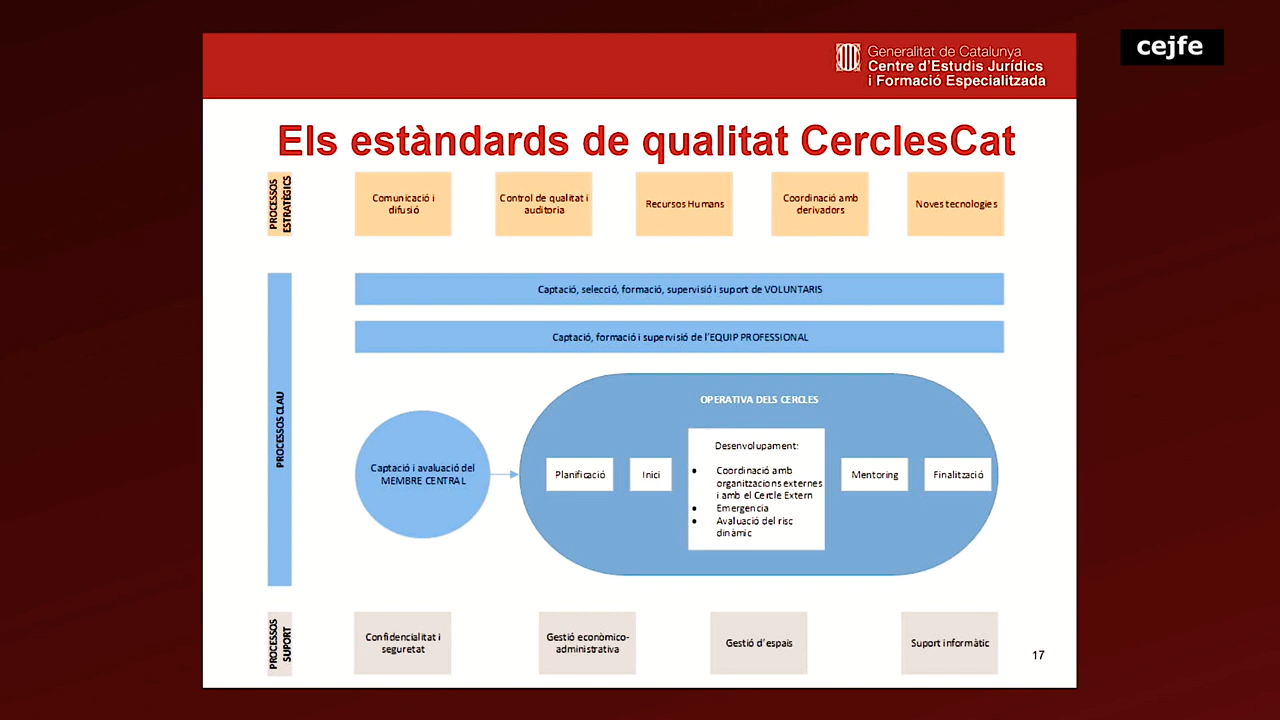 cejfe
Generalitat de Catalunya
Centre d'Estudis Jurídics
i Formació Especialitzada
Els estàndards de qualitat CerclesCat
PROCESSOS
ESTRATÈGICS
Comunicació i
difusió
Control de qualitat i
auditoria
Recursos Humans
Coordinació amb
derivadors
Noves tecnologies
PROCESSOS CLAU
Captació, selecció, formació, supervisió i suport de VOLUNTARIS
Captació, formació i supervisió de l'EQUIP PROFESSIONAL
Captació i avaluació del
MEMBRE CENTRAL
OPERATIVA DELS CERCLES
Planificació
Inici
Desenvolupament:
• Coordinació amb
organitzacions externes
i amb el Cercle Extern
• Emergencia
• Avaluació del risc
dinàmic
Mentoring
Finalització
PROCESSOS
SUPORT
Confidencialitat i
seguretat
Gestió econòmico-
administrativa
Gestió d'espais
Suport informàtic
17